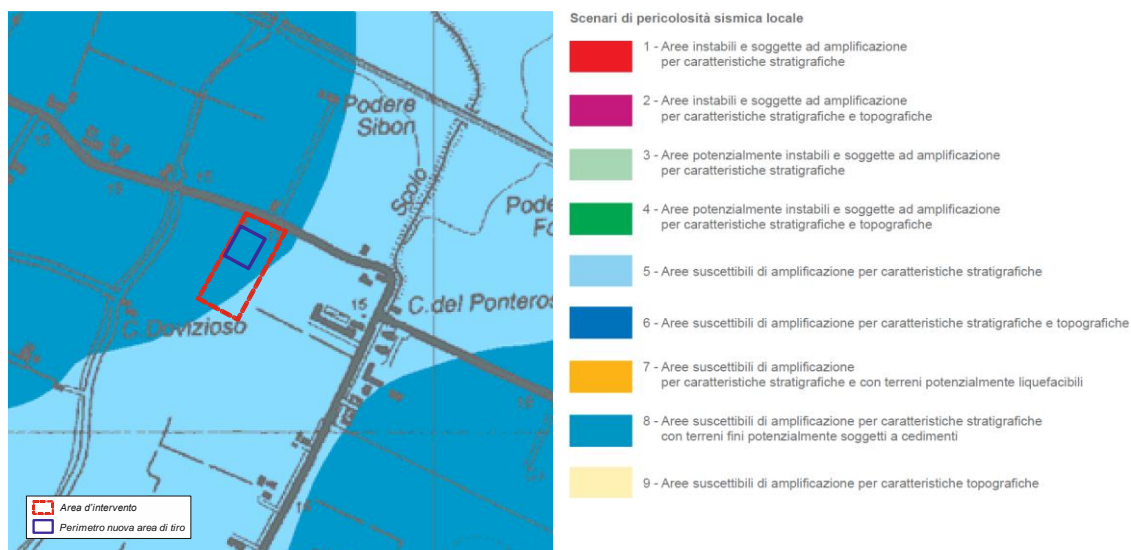 Podere
Sibon
15
15
15
Scolo
Pode
Fo
15
C. del Ponteros
C. Dovizioso
16
16
Area d'intervento
Perimetro nuova area di tiro
Scenari di pericolosità sismica locale
1 - Aree instabili e soggette ad amplificazione
per caratteristiche stratigrafiche
2 - Aree instabili e soggette ad amplificazione
per caratteristiche stratigrafiche e topografiche
3 - Aree potenzialmente instabili e soggette ad amplificazione
per caratteristiche stratigrafiche
4 - Aree potenzialmente instabili e soggette ad amplificazione
per caratteristiche stratigrafiche e topografiche
5 - Aree suscettibili di amplificazione per caratteristiche stratigrafiche
6 - Aree suscettibili di amplificazione per caratteristiche stratigrafiche e topografiche
7 - Aree suscettibili di amplificazione
per caratteristiche stratigrafiche e con terreni potenzialmente liquefacibili
8 - Aree suscettibili di amplificazione per caratteristiche stratigrafiche
con terreni fini potenzialmente soggetti a cedimenti
9 - Aree suscettibili di amplificazione per caratteristiche topografiche